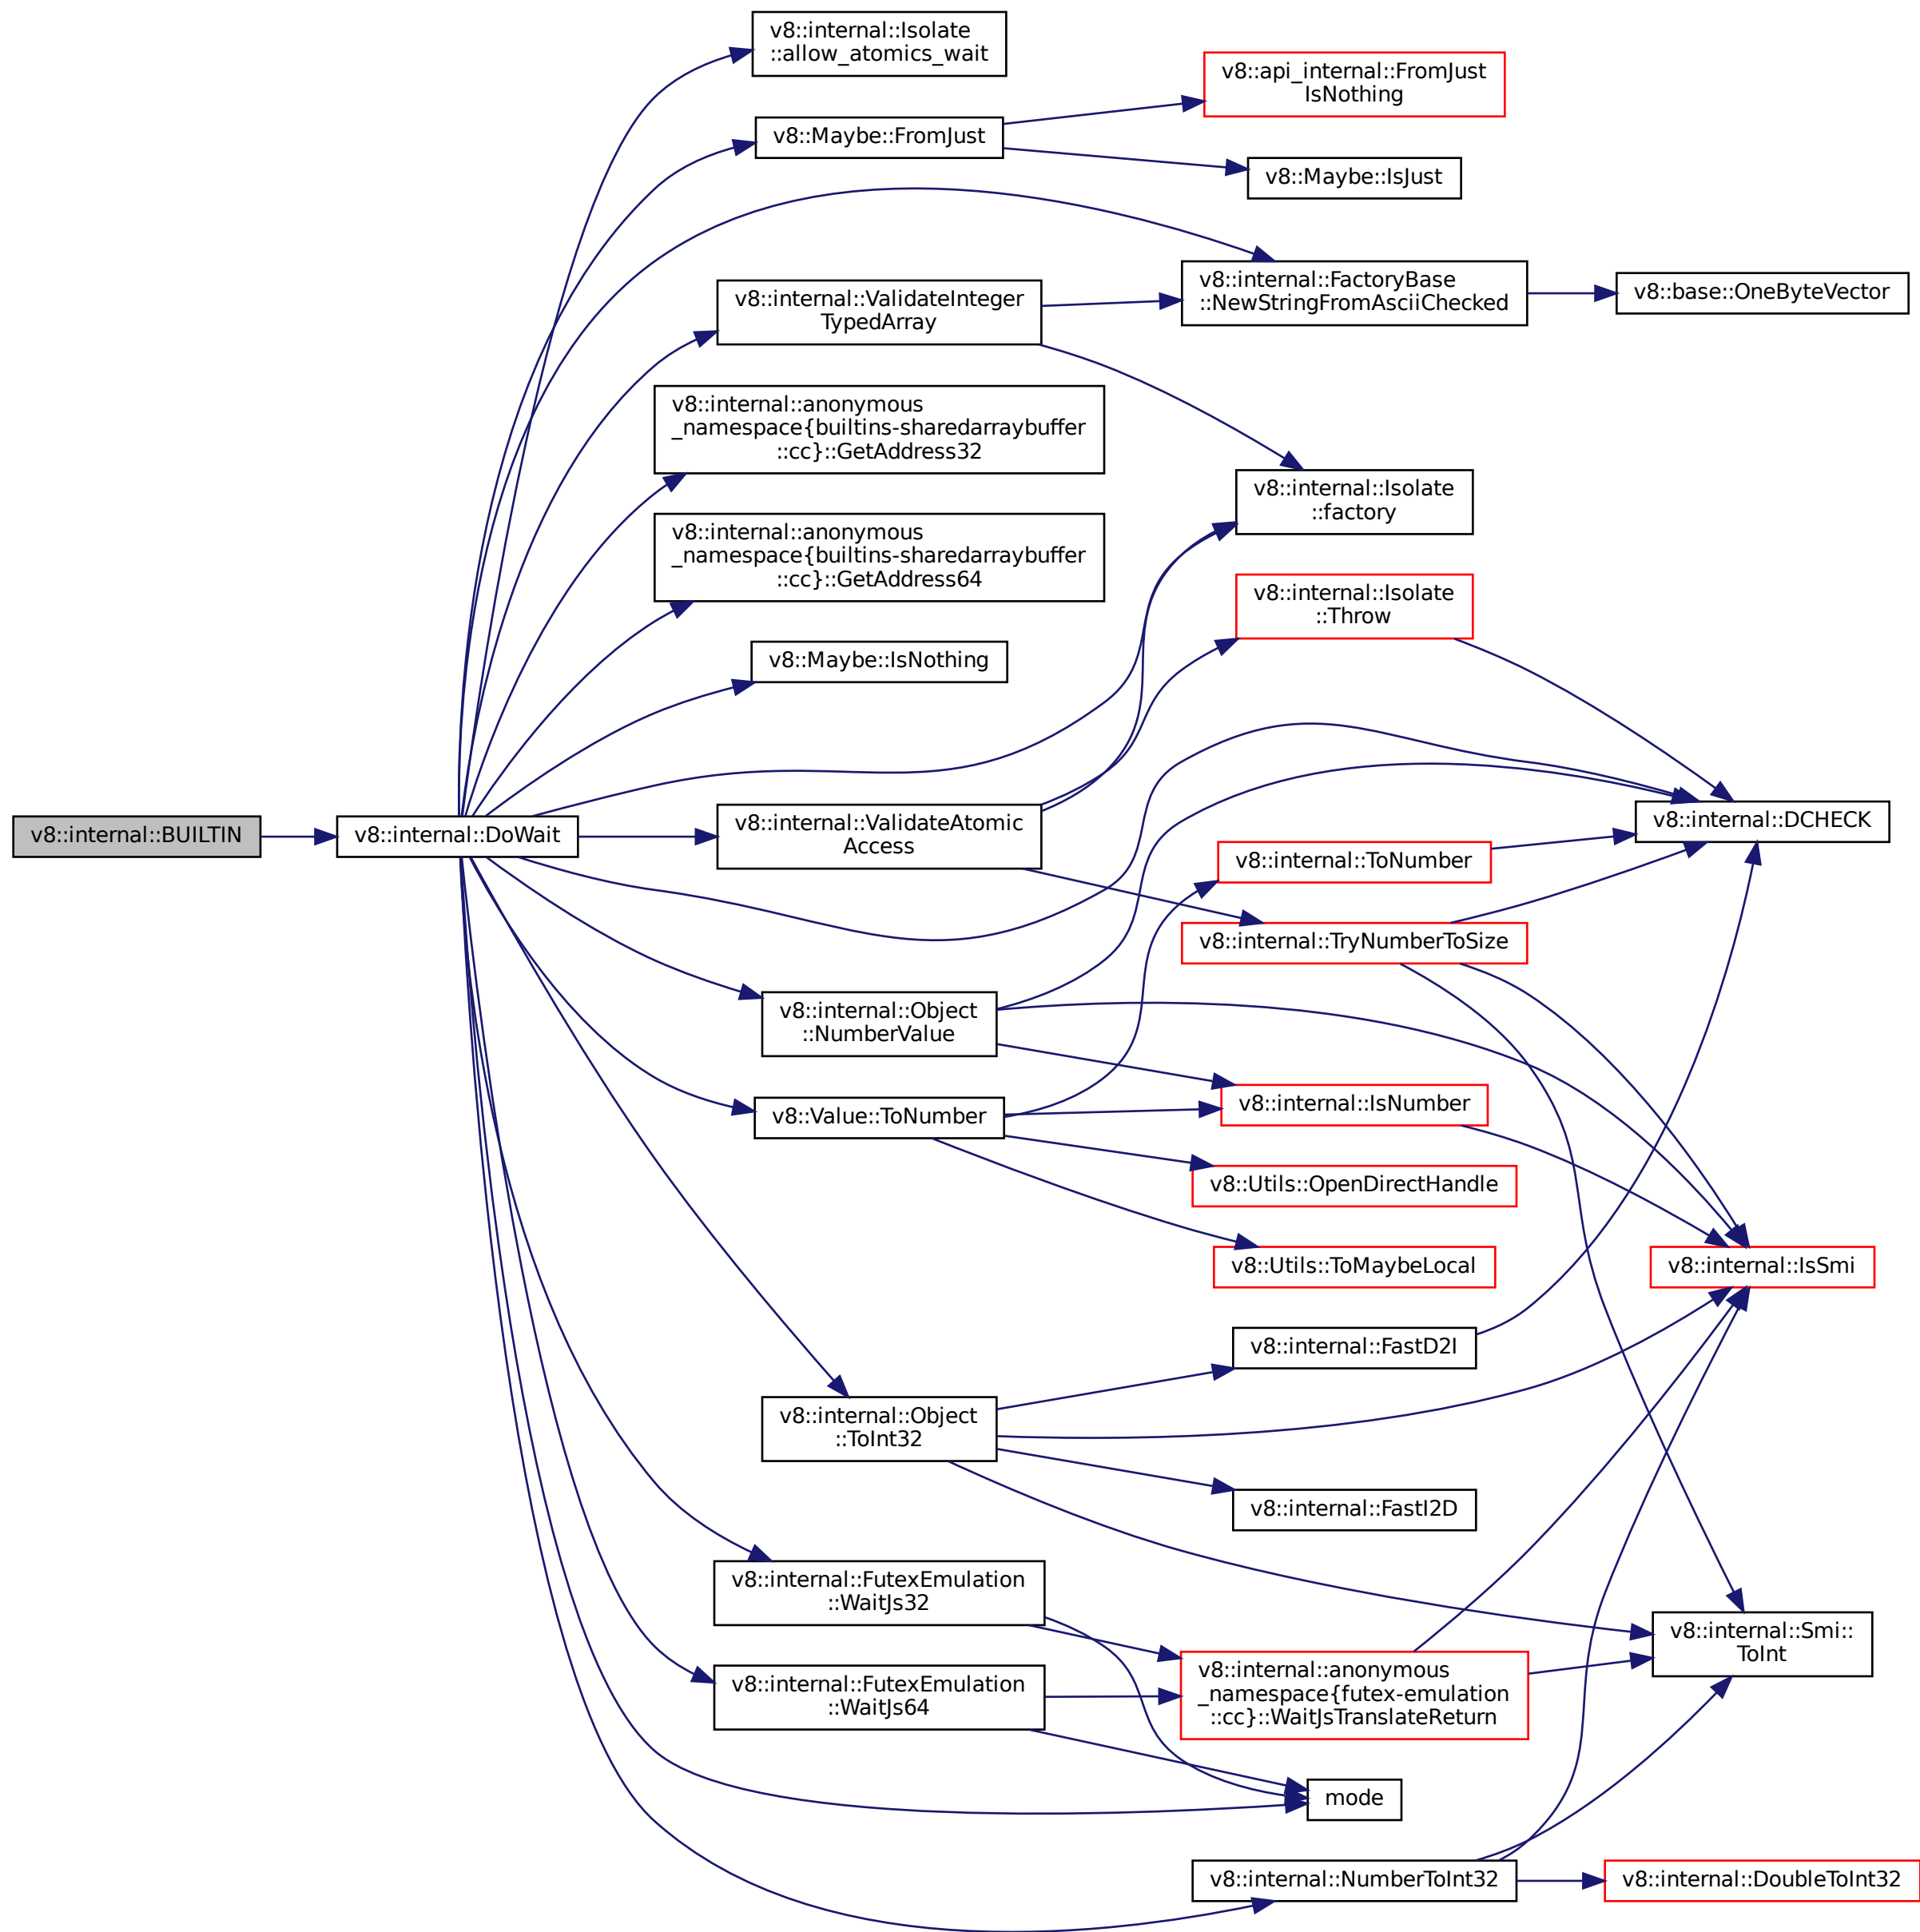 v8::internal::BUILTIN
v8::internal::DoWait
v8::internal::Isolate
::allow_atomics_wait
v8::Maybe::FromJust
v8::internal::ValidateInteger
TypedArray
v8::internal::anonymous
_namespace{builtins-sharedarraybuffer
::cc}::GetAddress32
v8::internal::anonymous
_namespace{builtins-sharedarraybuffer
::cc}::GetAddress64
v8::Maybe::IsNothing
v8::internal::ValidateAtomic
Access
v8::internal::Object
::NumberValue
v8::Value::ToNumber
v8::internal::Object
::ToInt32
v8::internal::FutexEmulation
::WaitJs32
v8::internal::FutexEmulation
::WaitJs64
v8::api_internal::FromJust
IsNothing
v8::Maybe::IsJust
v8::internal::FactoryBase
::NewStringFromAsciiChecked
v8::internal::Isolate
::factory
v8::internal::Isolate
::Throw
v8::internal::ToNumber
v8::internal::TryNumberToSize
v8::internal::IsNumber
v8::Utils::OpenDirectHandle
v8::Utils::ToMaybeLocal
v8::internal::FastD2I
v8::internal::FastI2D
v8::internal::anonymous
_namespace{futex-emulation
::cc}::WaitJsTranslateReturn
mode
v8::internal::NumberToInt32
v8::base::OneByteVector
v8::internal::DCHECK
v8::internal::IsSmi
v8::internal::Smi::
ToInt
v8::internal::DoubleToInt32